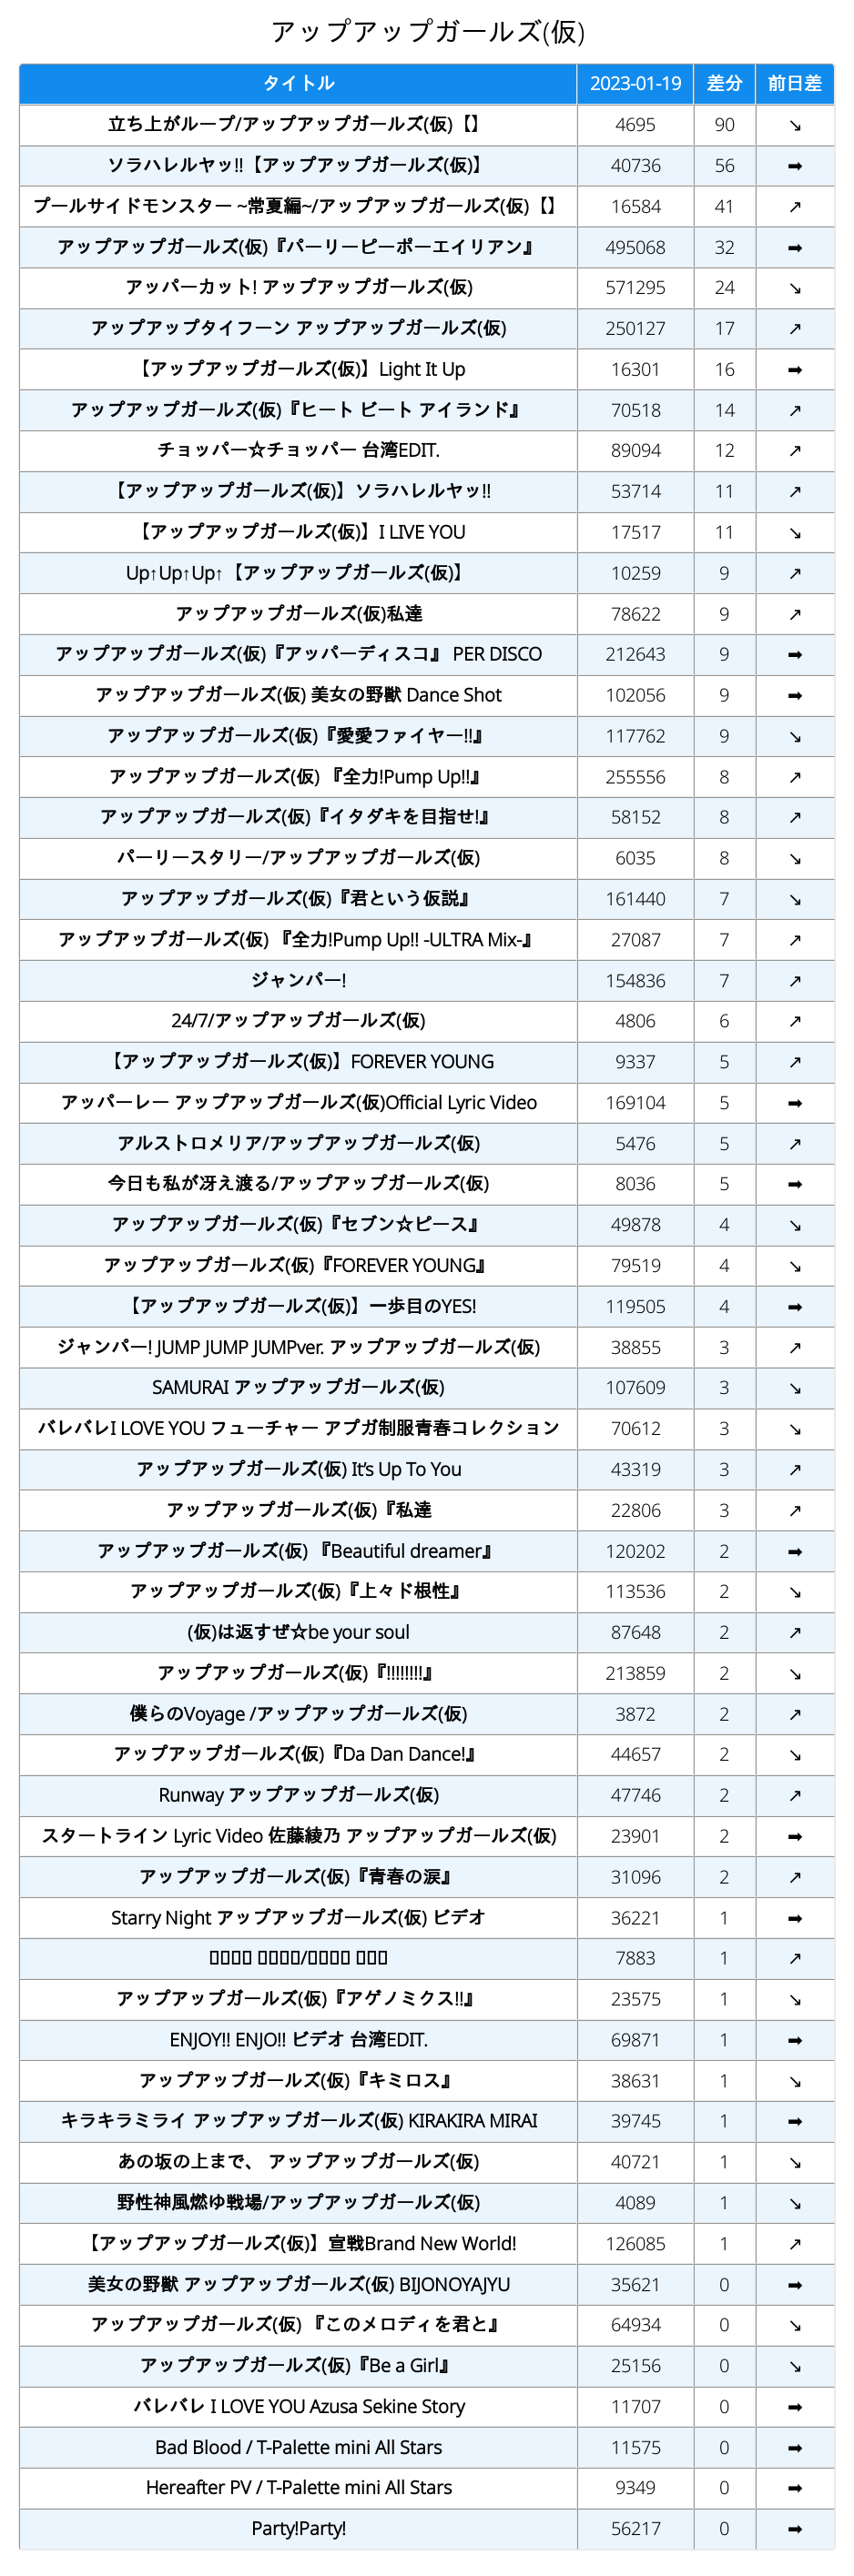 アップアップガールズ(仮)
タイトル 2023-01-19 差分 前日差
立ち上がループ/アップアップガールズ(仮)【】 4695 90 ↘
ソラハレルヤッ!!【アップアップガールズ(仮)】 40736 56 ➡
プールサイドモンスター ~常夏編~/アップアップガールズ(仮)【】 16584 41 ↗
アップアップガールズ(仮)『パーリーピーポーエイリアン』 495068 32 ➡
アッパーカット! アップアップガールズ(仮) 571295 24 ↘
アップアップタイフーン アップアップガールズ(仮) 250127 17 ↗
【アップアップガールズ(仮)】Light It Up 16301 16 ➡
アップアップガールズ(仮)『ヒート ビート アイランド』 70518 14 ↗
チョッパー☆チョッパー 台湾EDIT. 89094 12 ↗
【アップアップガールズ(仮)】ソラハレルヤッ!! 53714 11 ↗
【アップアップガールズ(仮)】I LIVE YOU 17517 11 ↘
Up↑Up↑Up↑【アップアップガールズ(仮)】 10259 9 ↗
アップアップガールズ(仮)私達 78622 9 ↗
アップアップガールズ(仮)『アッパーディスコ』 PER DISCO 212643 9 ➡
アップアップガールズ(仮) 美女の野獣 Dance Shot 102056 9 ➡
アップアップガールズ(仮)『愛愛ファイヤー!!』 117762 9 ↘
アップアップガールズ(仮) 『全力!Pump Up!!』 255556 8 ↗
アップアップガールズ(仮)『イタダキを目指せ!』 58152 8 ↗
パーリースタリー/アップアップガールズ(仮) 6035 8 ↘
アップアップガールズ(仮)『君という仮説』 161440 7 ↘
アップアップガールズ(仮) 『全力!Pump Up!! -ULTRA Mix-』 27087 7 ↗
ジャンパー! 154836 7 ↗
24/7/アップアップガールズ(仮) 4806 6 ↗
【アップアップガールズ(仮)】FOREVER YOUNG 9337 5 ↗
アッパーレー アップアップガールズ(仮)Official Lyric Video 169104 5 ➡
アルストロメリア/アップアップガールズ(仮) 5476 5 ↗
今日も私が冴え渡る/アップアップガールズ(仮) 8036 5 ➡
アップアップガールズ(仮)『セブン☆ピース』 49878 4 ↘
アップアップガールズ(仮)『FOREVER YOUNG』 79519 4 ↘
【アップアップガールズ(仮)】一歩目のYES! 119505 4 ➡
ジャンパー! JUMP JUMP JUMPver. アップアップガールズ(仮) 38855 3 ↗
SAMURAI アップアップガールズ(仮) 107609 3 ↘
バレバレI LOVE YOU フューチャー アプガ制服青春コレクション 70612 3 ↘
アップアップガールズ(仮) It’s Up To You 43319 3 ↗
アップアップガールズ(仮)『私達 22806 3 ↗
アップアップガールズ(仮) 『Beautiful dreamer』 120202 2 ➡
アップアップガールズ(仮)『上々ド根性』 113536 2 ↘
(仮)は返すぜ☆be your soul 87648 2 ↗
アップアップガールズ(仮)『!!!!!!!!』 213859 2 ↘
僕らのVoyage /アップアップガールズ(仮) 3872 2 ↗
アップアップガールズ(仮)『Da Dan Dance!』 44657 2 ↘
Runway アップアップガールズ(仮) 47746 2 ↗
スタートライン Lyric Video 佐藤綾乃 アップアップガールズ(仮) 23901 2 ➡
アップアップガールズ(仮)『青春の涙』 31096 2 ↗
Starry Night アップアップガールズ(仮) ビデオ 36221 1 ➡
▯▯▯▯ ▯▯▯▯/▯▯▯▯ ▯▯▯ 7883 1 ↗
アップアップガールズ(仮)『アゲノミクス!!』 23575 1 ↘
ENJOY!! ENJO!! ビデオ 台湾EDIT. 69871 1 ➡
アップアップガールズ(仮)『キミロス』 38631 1 ↘
キラキラミライ アップアップガールズ(仮) KIRAKIRA MIRAI 39745 1 ➡
あの坂の上まで、 アップアップガールズ(仮) 40721 1 ↘
野性神風燃ゆ戦場/アップアップガールズ(仮) 4089 1 ↘
【アップアップガールズ(仮)】宣戦Brand New World! 126085 1 ↗
美女の野獣 アップアップガールズ(仮) BIJONOYAJYU 35621 0 ➡
アップアップガールズ(仮) 『このメロディを君と』 64934 0 ↘
アップアップガールズ(仮)『Be a Girl』 25156 0 ↘
バレバレ I LOVE YOU Azusa Sekine Story 11707 0 ➡
Bad Blood / T-Palette mini All Stars 11575 0 ➡
Hereafter PV / T-Palette mini All Stars 9349 0 ➡
Party!Party! 56217 0 ➡